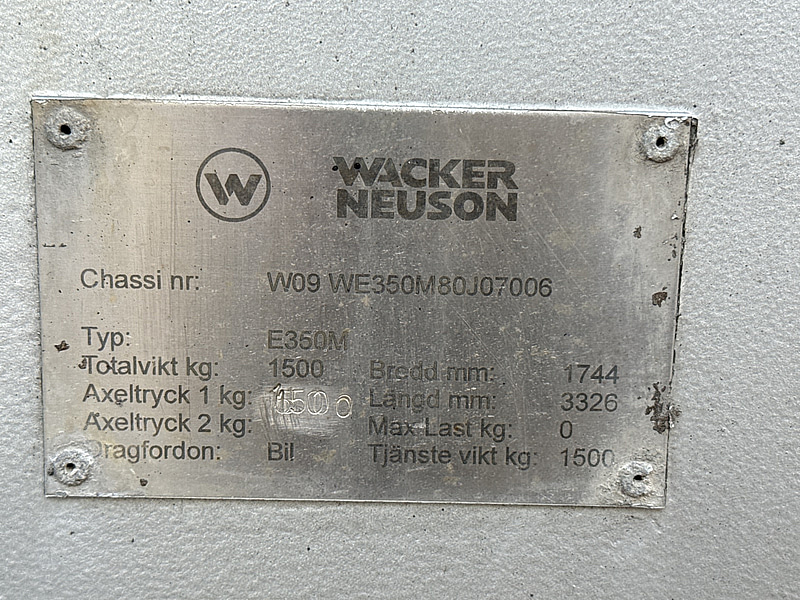 W WACKER
NEUSON
Chassi nr: W09 WE350M80J07006
Typ: E350M
Totalvikt kg: 1500 Bredd mm: 1744
Axeltryck 1 kg: 1500 Längd mm: 3326
Axeltryck 2 kg: Max Last kg: 0
Dragfordon: Bil Tjänste vikt kg: 1500